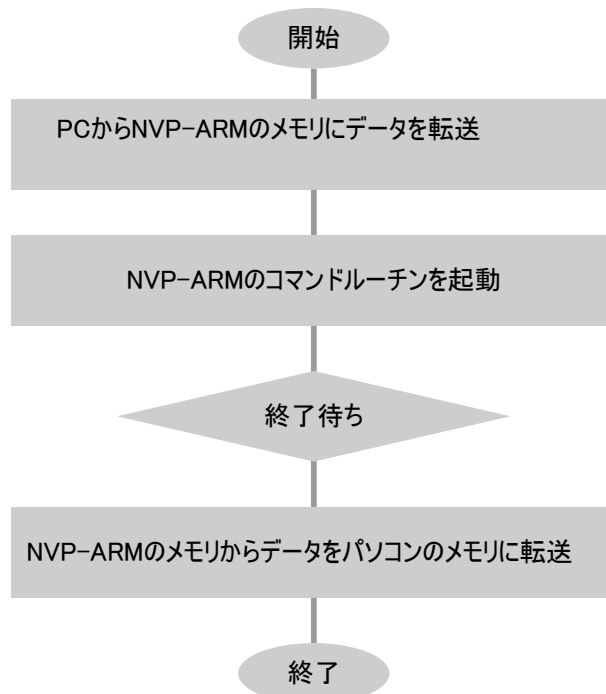 開始
PCからNVP-ARMのメモリにデータを転送
NVP-ARMのコマンドルーチンを起動
終了待ち
NVP-ARMのメモリからデータをパソコンのメモリに転送
終了